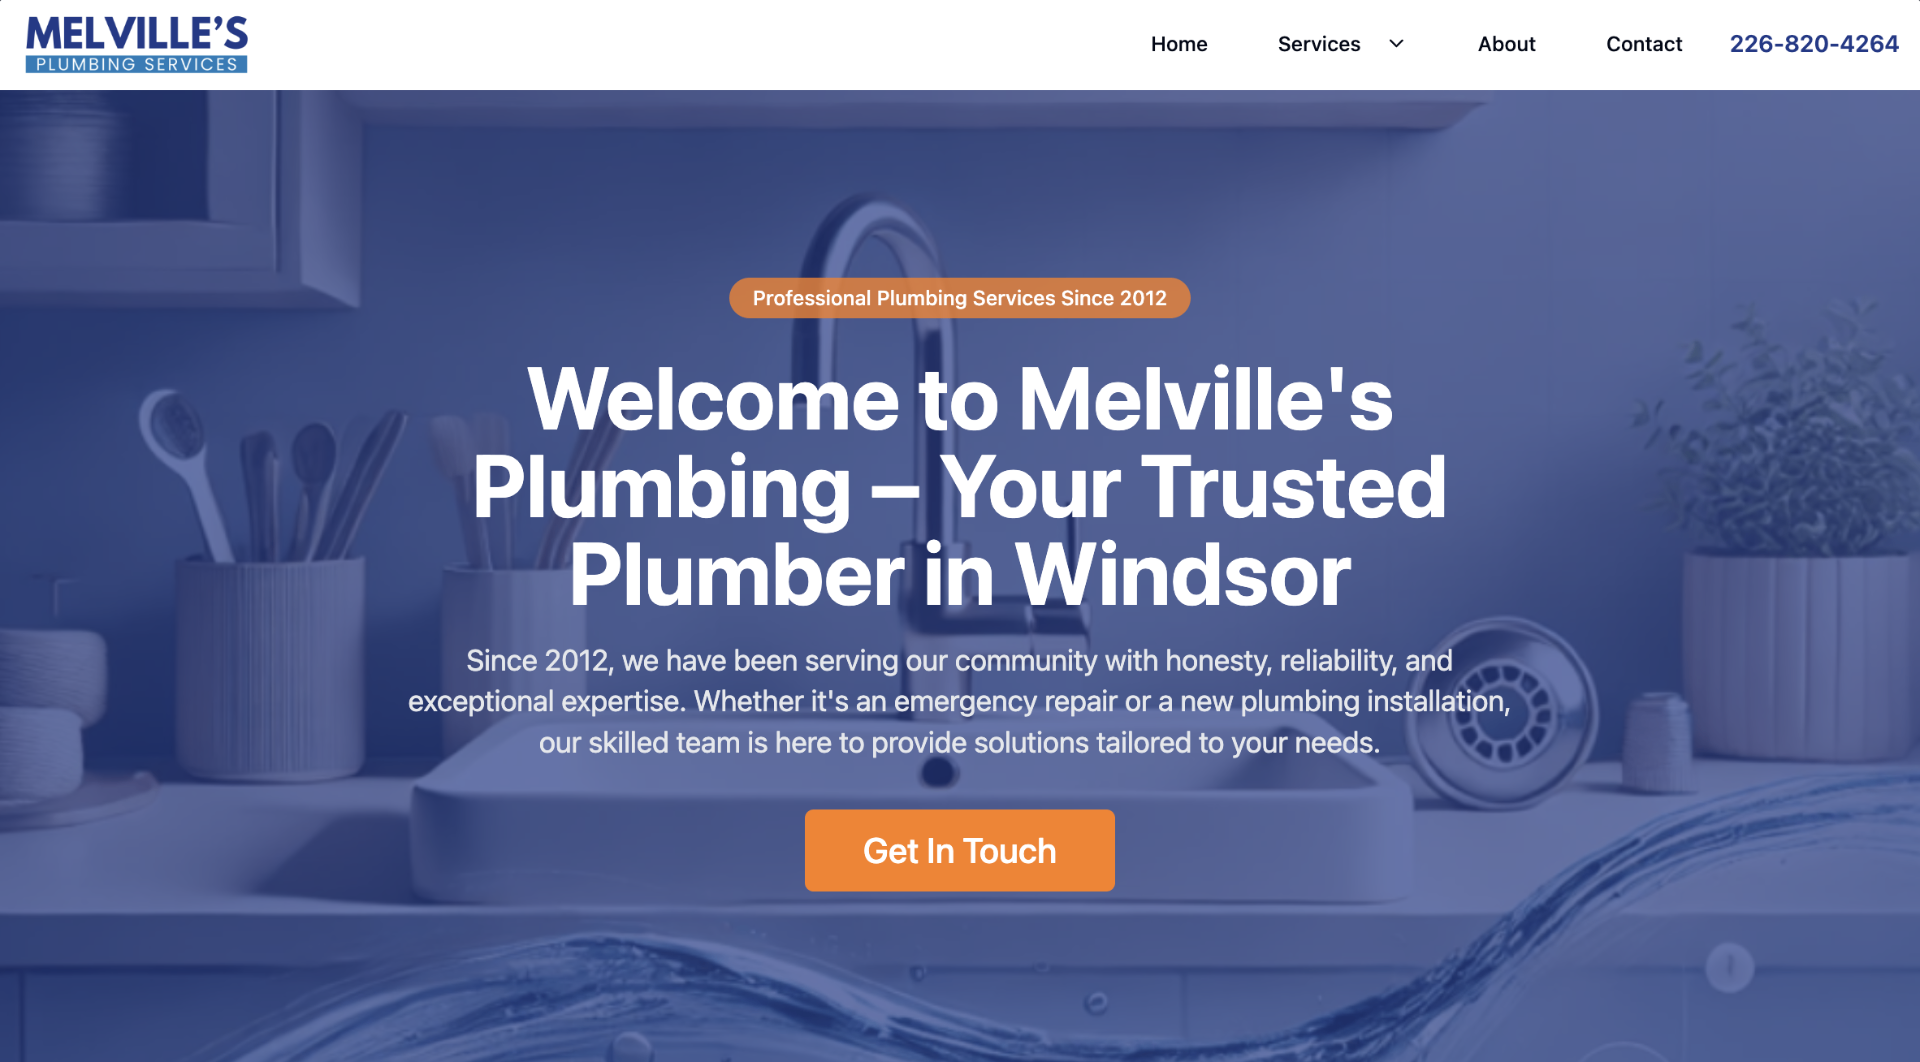 MELVILLE’S
PLUMBING SERVICES
Home
Services
About
Contact
226-820-4264
Professional Plumbing Services Since 2012
Welcome to Melville's
Plumbing – Your Trusted
Plumber in Windsor
Since 2012, we have been serving our community with honesty, reliability, and
exceptional expertise. Whether it's an emergency repair or a new plumbing installation,
our skilled team is here to provide solutions tailored to your needs.
Get In Touch